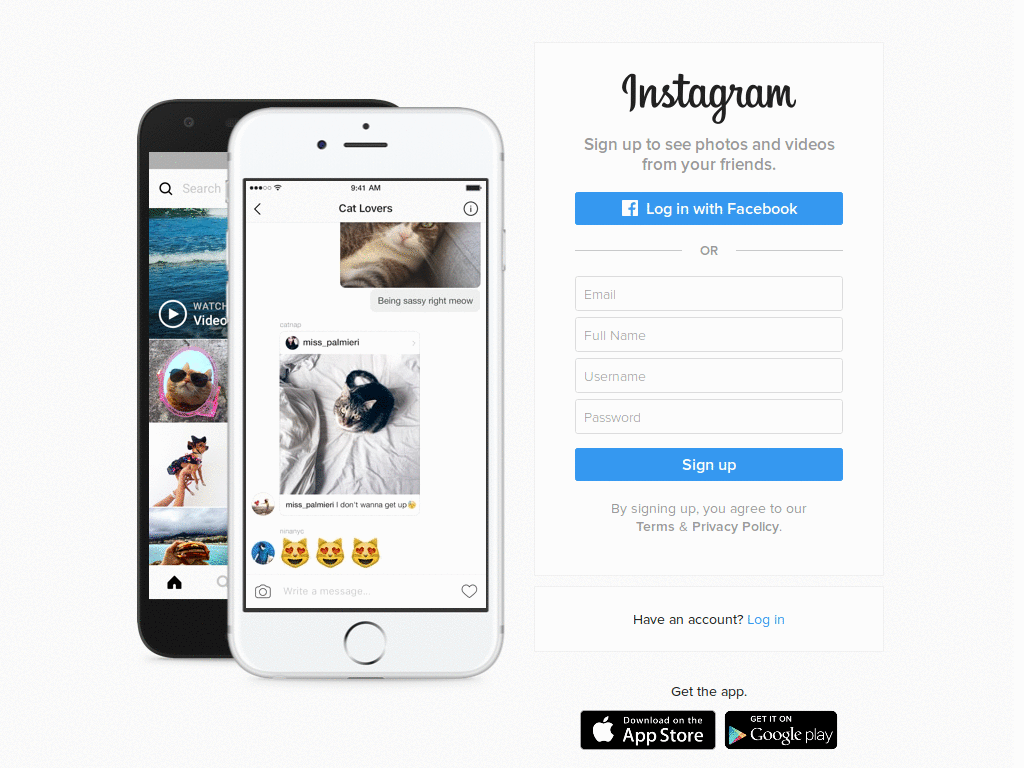 Instagram
Sign up to see photos and videos
from your friends.
Log in with Facebook
OR
Email
Full Name
Username
Password
Sign up
By signing up, you agree to our
Terms & Privacy Policy.
Have an account? Log in
Get the app.
Download on the
App Store
GET IT ON
Google play
Search
WATCH
Video
9:41 AM
Cat Lovers
Being sassy right meow
catnap
miss_palmieri
miss_palmieri I don't wanna get up😴
ninanyc
😻😻😻
Write a message...